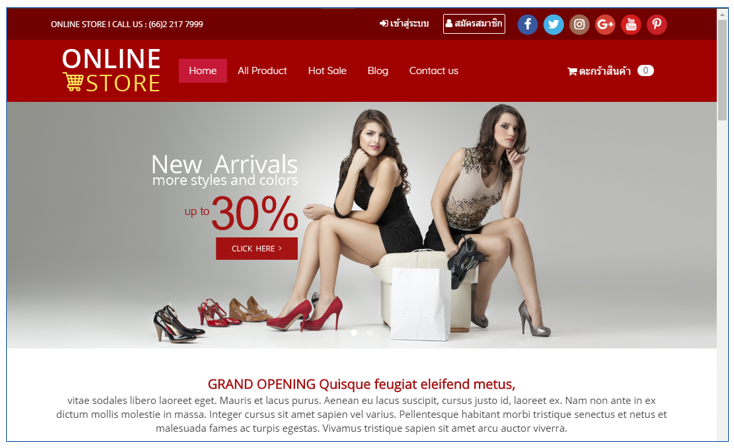 ONLINE STORE I CALL US : (66)2 217 7999
เข้าสู่ระบบ
สมัครสมาชิก
ONLINE
STORE
Home All Product Hot Sale Blog Contact us
ตะกร้าสินค้า 0
New Arrivals
more styles and colors
up to 30%
CLICK HERE >
GRAND OPENING Quisque feugiat eleifend metus,
vitae sodales libero laoreet eget. Mauris et lacus purus. Aenean eu lacus suscipit, cursus justo id, laoreet ex. Nam non ante in ex
dictum mollis molestie in massa. Integer cursus sit amet sapien vel varius. Pellentesque habitant morbi tristique senectus et netus et
malesuada fames ac turpis egestas. Vivamus tristique sapien sit amet arcu auctor viverra.